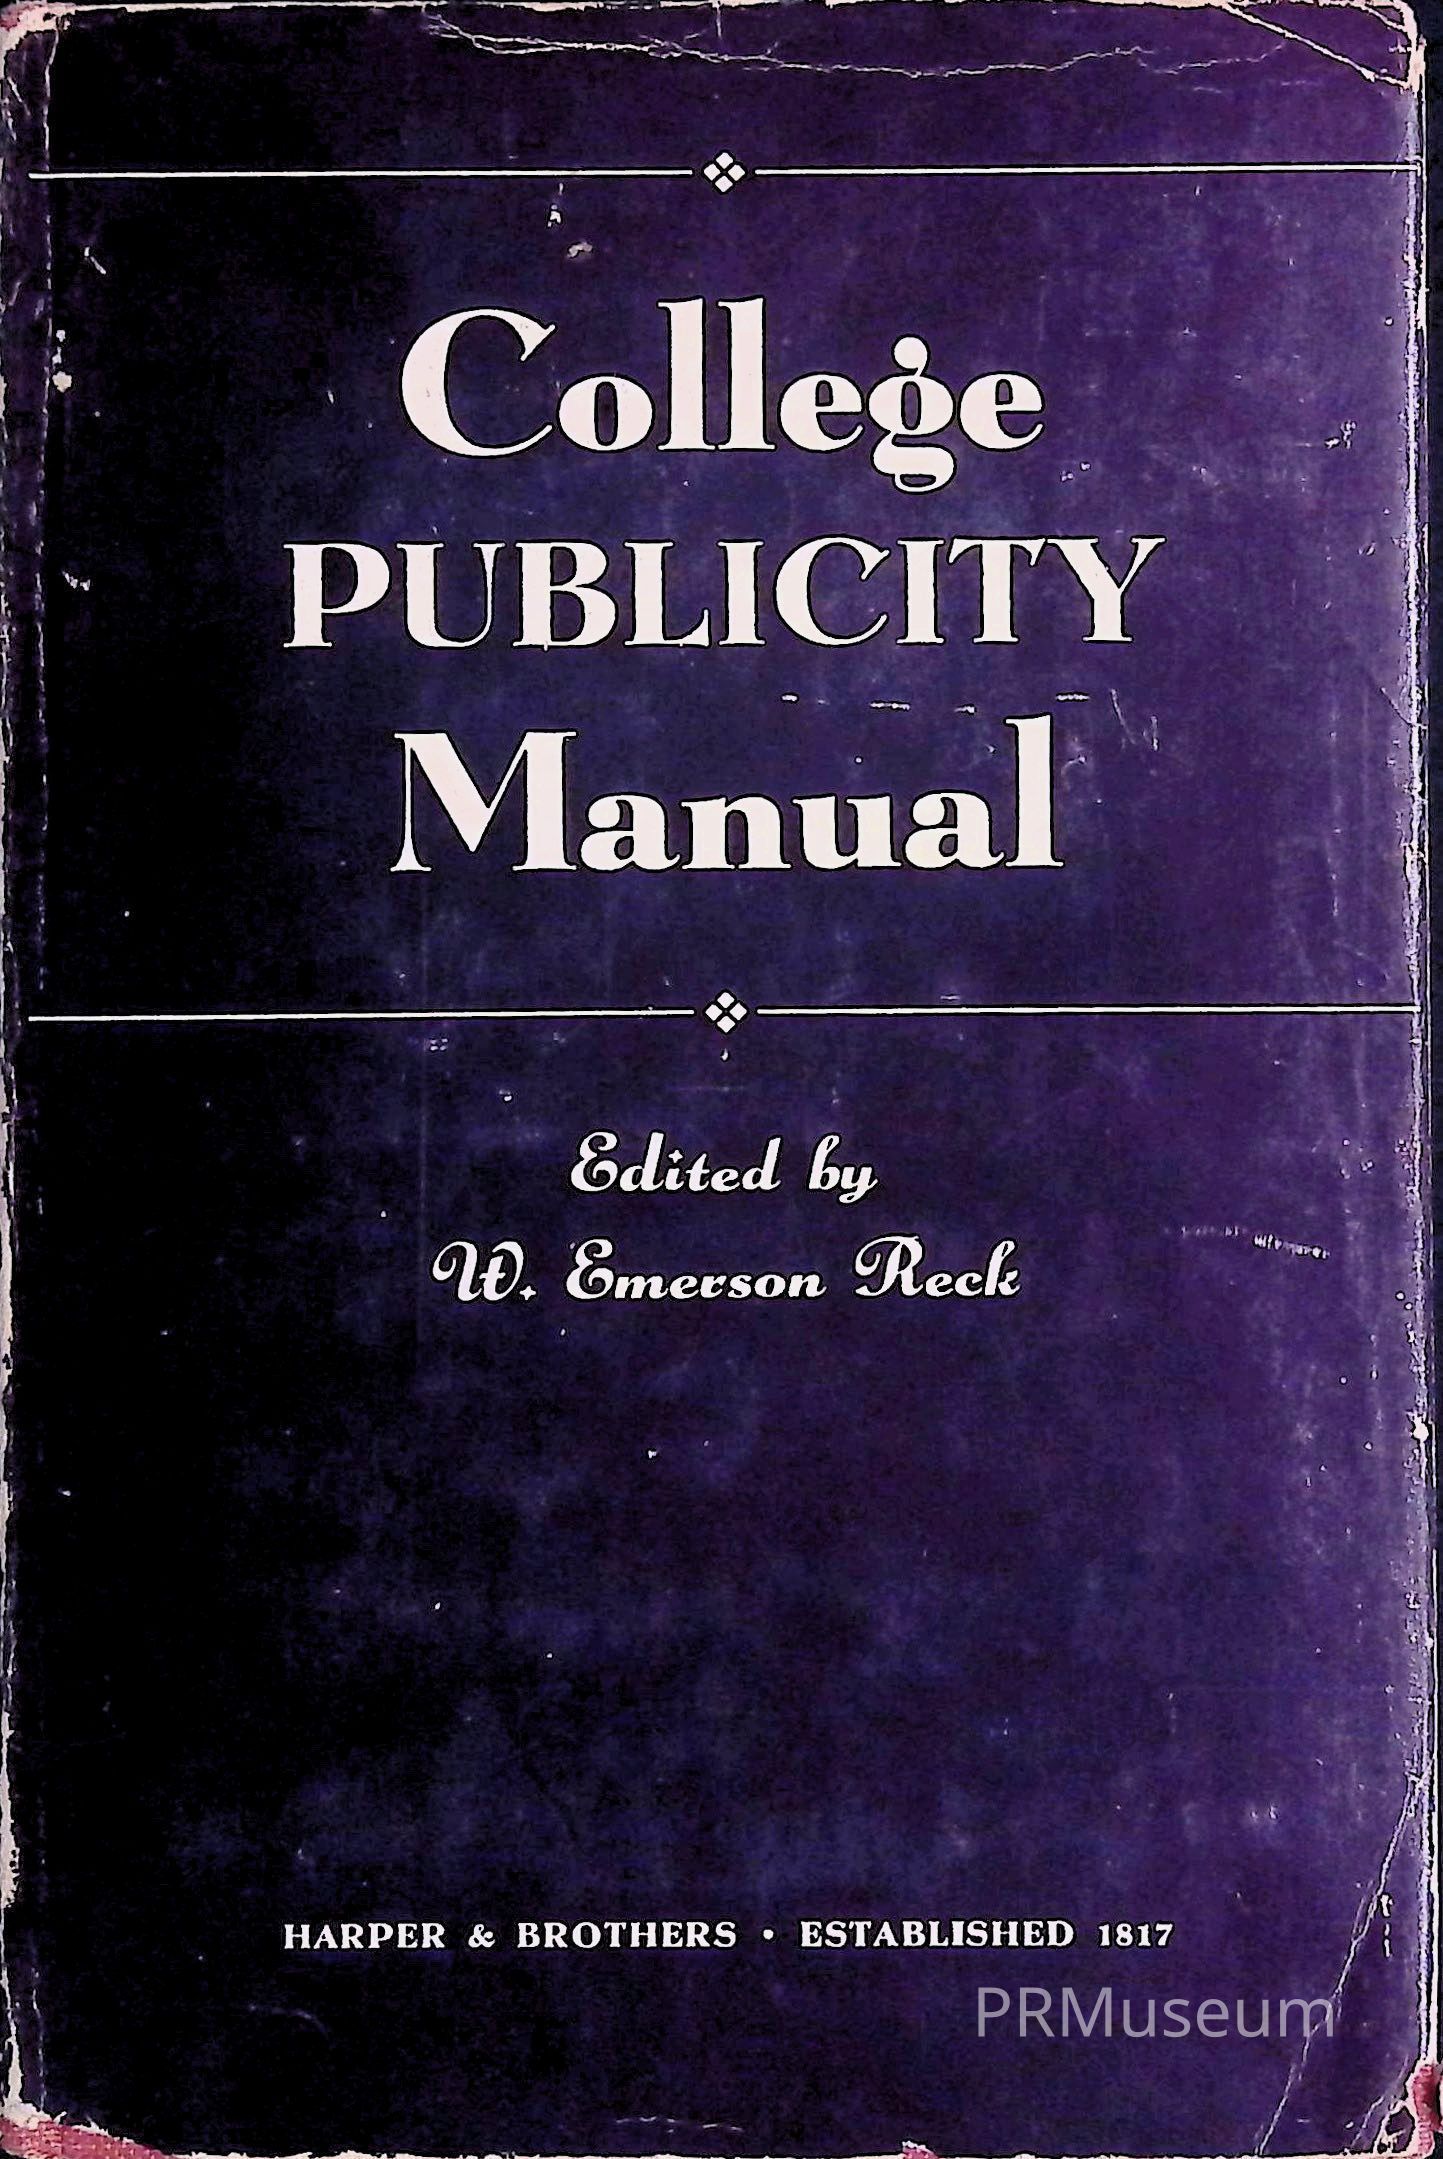 College
PUBLICITY
Manual
Edited by
W. Emerson Reck
HARPER & BROTHERS • ESTABLISHED 1817
PRMuseum